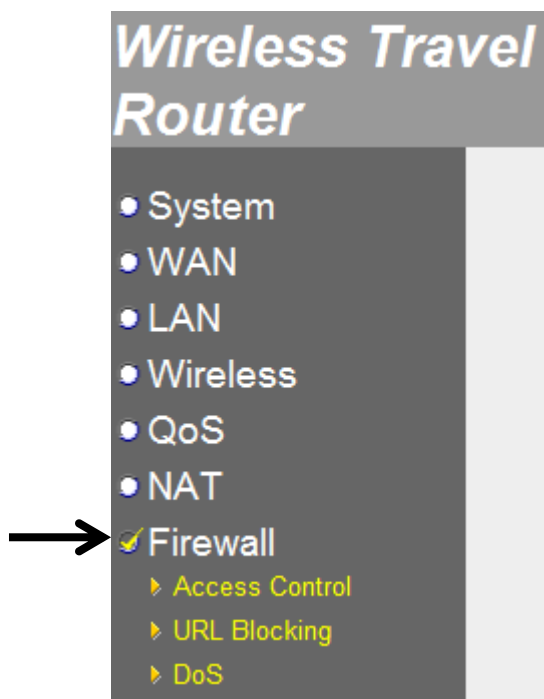 Wireless Travel
Router
System
WAN
LAN
Wireless
QoS
NAT
Firewall
Access Control
URL Blocking
DoS